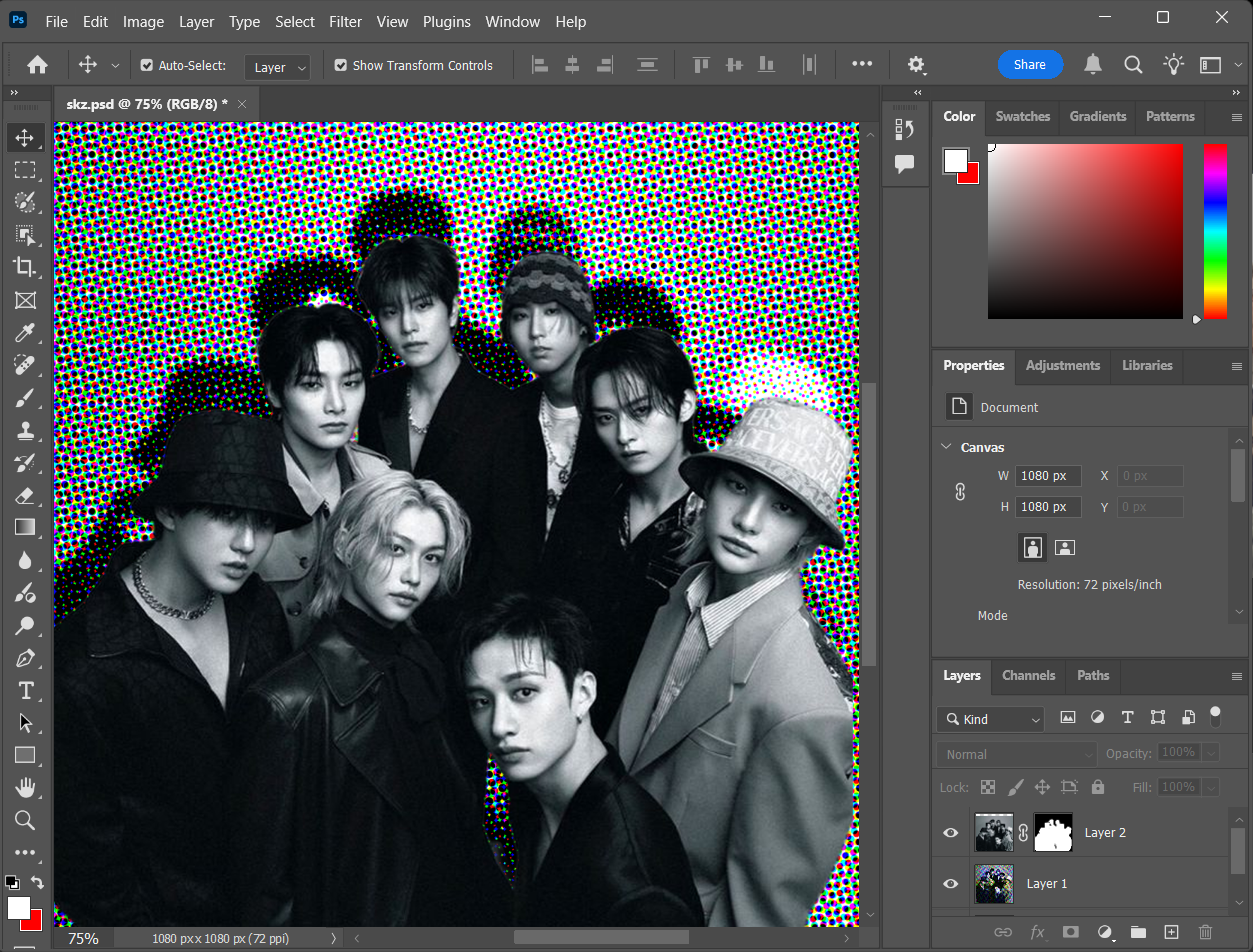 Ps File Edit Image Layer Type Select Filter View Plugins Window Help
Auto-Select: Layer Show Transform Controls Share
skz.psd @ 75% (RGB/8) *
Color Swatches Gradients Patterns
Properties Adjustments Libraries
Document
Canvas
W 1080 px X 0 px
H 1080 px Y 0 px
Resolution: 72 pixels/inch
Mode
Layers Channels Paths
Kind
Normal Opacity: 100%
Lock: Fill: 100%
Layer 2
Layer 1
75% 1080 px x 1080 px (72 ppi)